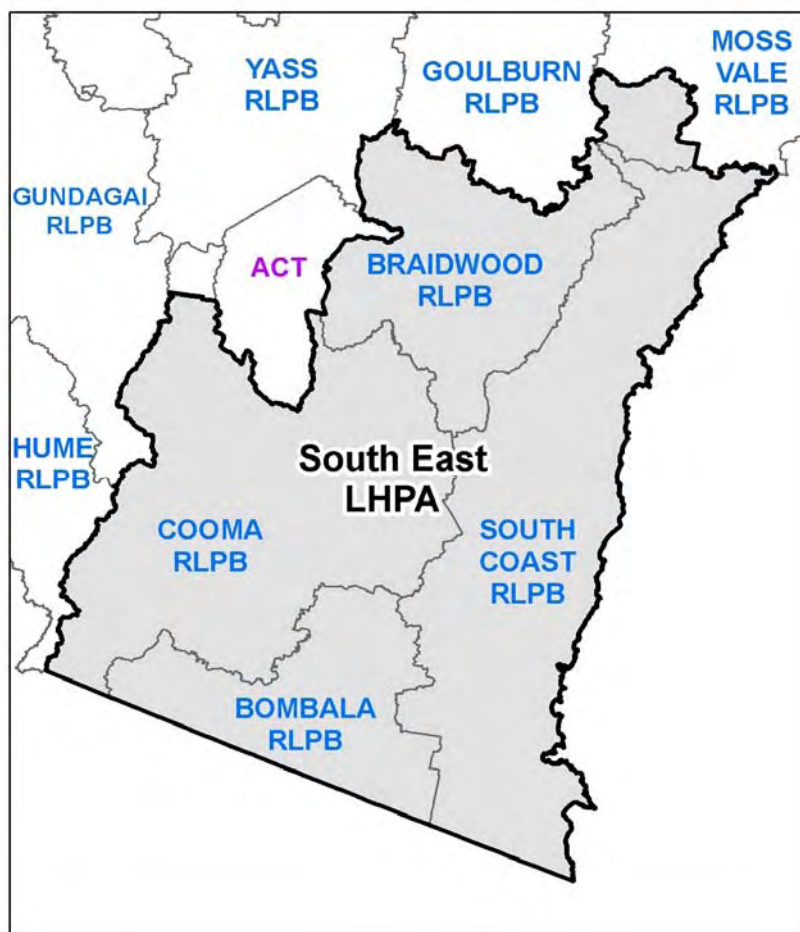 YASS
RLPB
GOULBURN
RLPB
MOSS
VALE
RLPB
GUNDAGAI
RLPB
ACT
BRAIDWOOD
RLPB
HUME
RLPB
South East
LHPA
COOMA
RLPB
SOUTH
COAST
RLPB
BOMBALA
RLPB